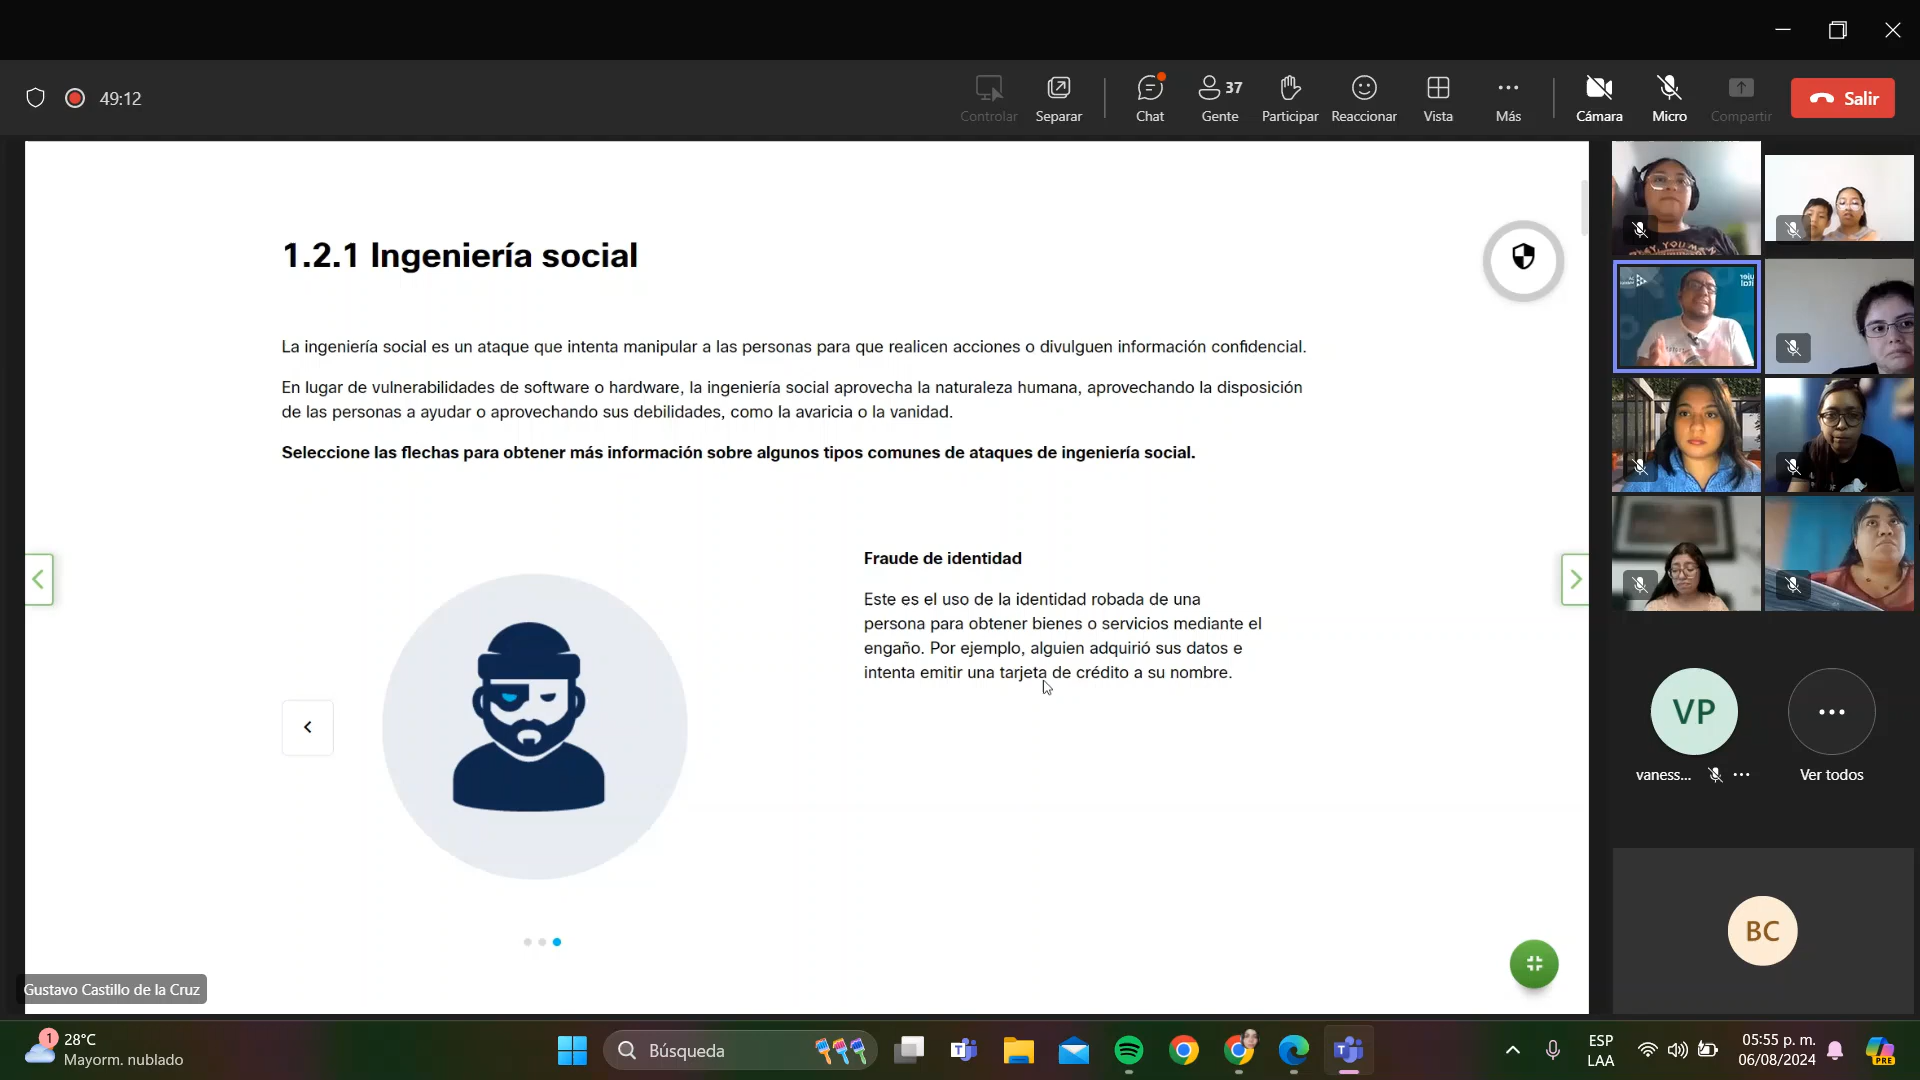 49:12
Controlar
Separar
Chat
37
Gente
Participar
Reaccionar
Vista
Más
Cámara
Micro
Compartir
Salir
1.2.1 Ingeniería social
La ingeniería social es un ataque que intenta manipular a las personas para que realicen acciones o divulguen información confidencial.
En lugar de vulnerabilidades de software o hardware, la ingeniería social aprovecha la naturaleza humana, aprovechando la disposición
de las personas a ayudar o aprovechando sus debilidades, como la avaricia o la vanidad.
Seleccione las flechas para obtener más información sobre algunos tipos comunes de ataques de ingeniería social.
Fraude de identidad
Este es el uso de la identidad robada de una
persona para obtener bienes o servicios mediante el
engaño. Por ejemplo, alguien adquirió sus datos e
intenta emitir una tarjeta de crédito a su nombre.
Gustavo Castillo de la Cruz
VP
vaness...
Ver todos
BC
1
28°C
Mayorm. nublado
Búsqueda
ESP
LAA
05:55 p. m.
06/08/2024
PRE